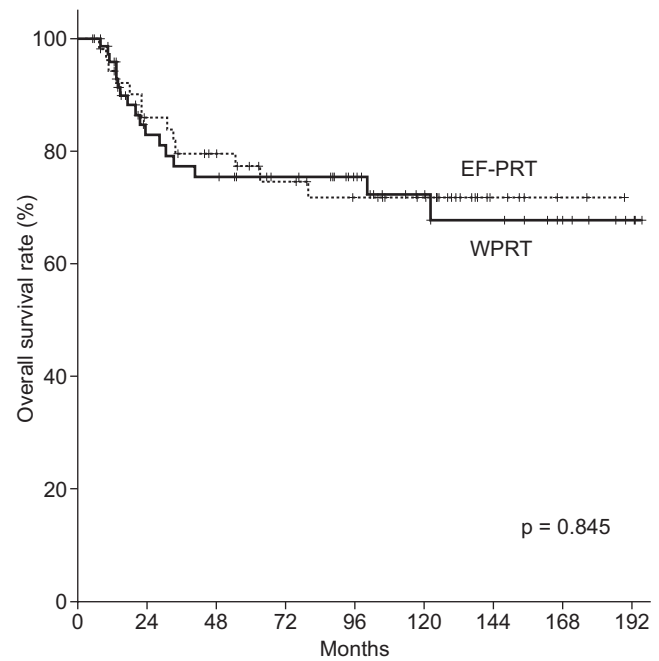 100
80
60
40
20
0
Overall survival rate (%)
EF-PRT
WPRT
p = 0.845
0 24 48 72 96 120 144 168 192
Months